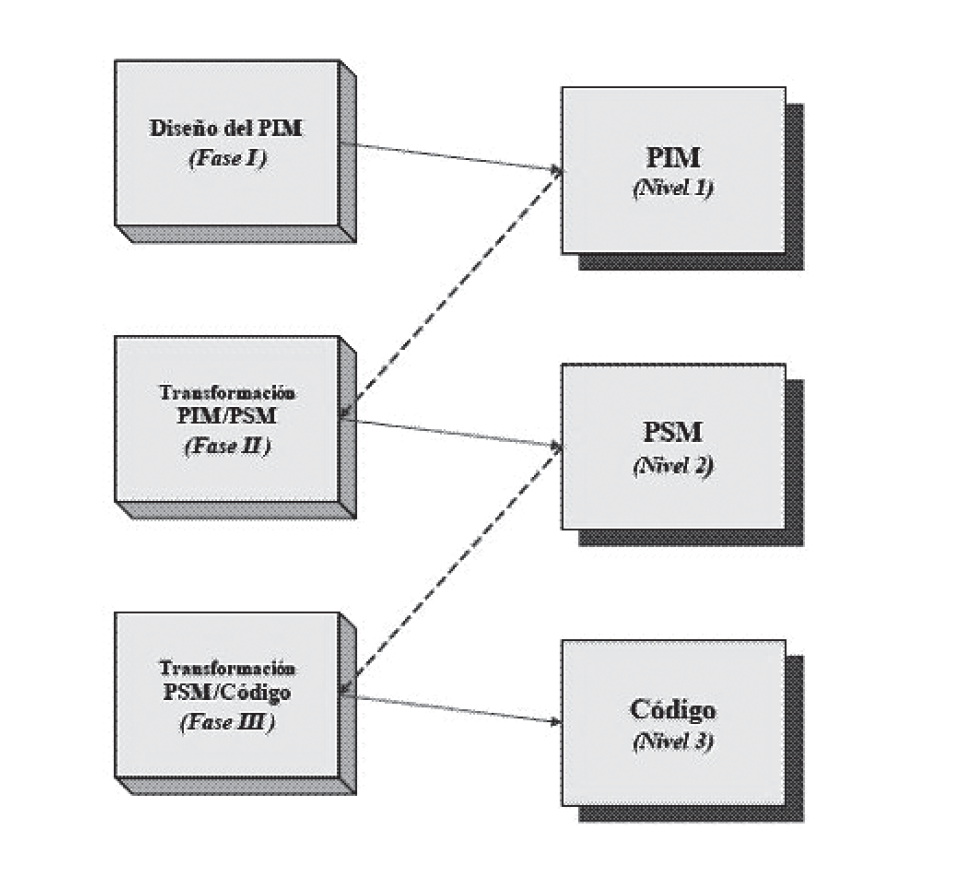 Diseño del PIM
(Fase I)
PIM
(Nivel 1)
Transformación
PIM/PSM
(Fase II)
PSM
(Nivel 2)
Transformación
PSM/Código
(Fase III)
Código
(Nivel 3)